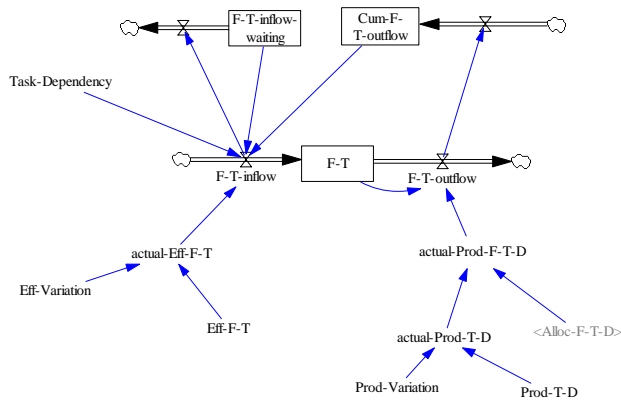 F-T-inflow-
waiting
Cum-F-
T-outflow
Task-Dependency
F-T
F-T-inflow
F-T-outflow
actual-Eff-F-T
actual-Prod-F-T-D
Eff-Variation
Eff-F-T
<Alloc-F-T-D>
actual-Prod-T-D
Prod-Variation
Prod-T-D